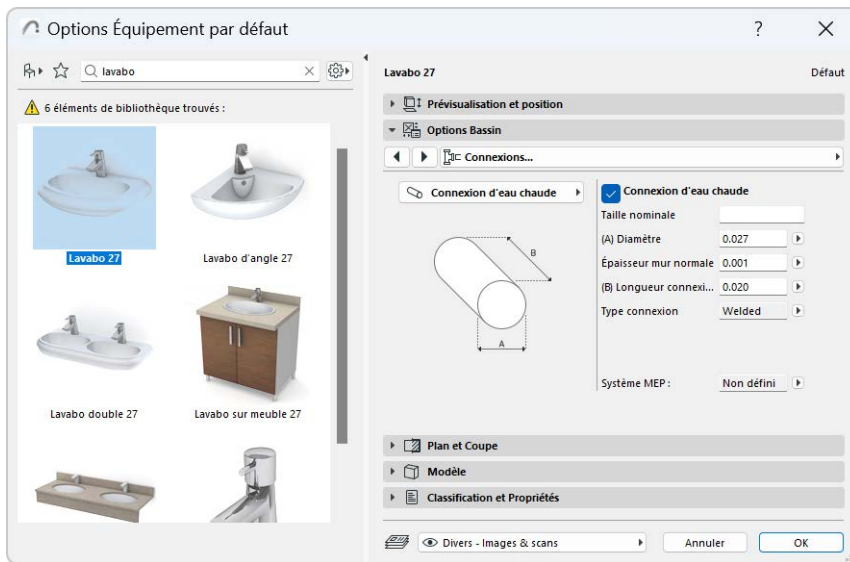 Options Équipement par défaut
?
lavabo
6 éléments de bibliothèque trouvés :
Lavabo 27
Lavabo d'angle 27
Lavabo double 27
Lavabo sur meuble 27
Lavabo 27
Défaut
Prévisualisation et position
Options Bassin
Connexions...
Connexion d'eau chaude
B
A
Connexion d'eau chaude
Taille nominale
(A) Diamètre 0.027
Épaisseur mur normale 0.001
(B) Longueur connexi... 0.020
Type connexion Welded
Système MEP : Non défini
Plan et Coupe
Modèle
Classification et Propriétés
Divers - Images & scans
Annuler
OK